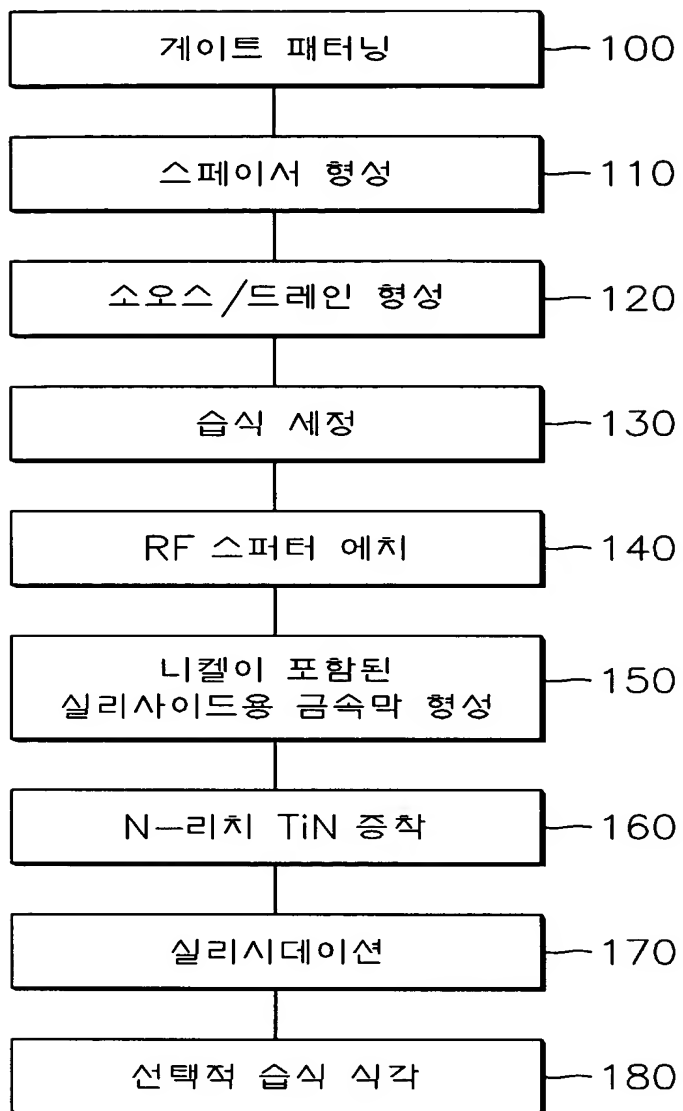 게이트 패터닝 100
스페이서 형성 110
소오스/드레인 형성 120
습식 세정 130
RF 스퍼터 에치 140
니켈이 포함된
실리사이드용 금속막 형성 150
N-리치 TiN 증착 160
실리시데이션 170
선택적 습식 식각 180